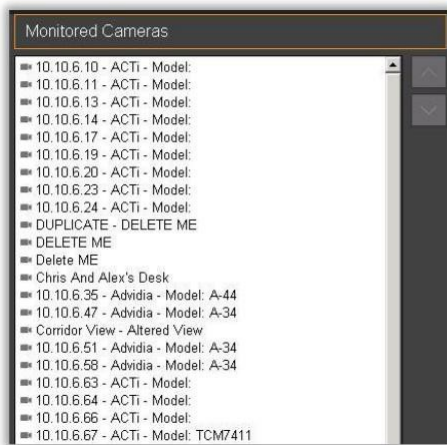 Monitored Cameras
10.10.6.10 - ACTi - Model:
10.10.6.11 - ACTi - Model:
10.10.6.13 - ACTi - Model:
10.10.6.14 - ACTi - Model:
10.10.6.17 - ACTi - Model:
10.10.6.19 - ACTi - Model:
10.10.6.20 - ACTi - Model:
10.10.6.23 - ACTi - Model:
10.10.6.24 - ACTi - Model:
DUPLICATE - DELETE ME
DELETE ME
Delete ME
Chris And Alex's Desk
10.10.6.35 - Advidia - Model: A-44
10.10.6.47 - Advidia - Model: A-34
Corridor View - Altered View
10.10.6.51 - Advidia - Model: A-34
10.10.6.58 - Advidia - Model: A-34
10.10.6.63 - ACTi - Model:
10.10.6.64 - ACTi - Model:
10.10.6.66 - ACTi - Model:
10.10.6.67 - ACTi - Model: TCM7411